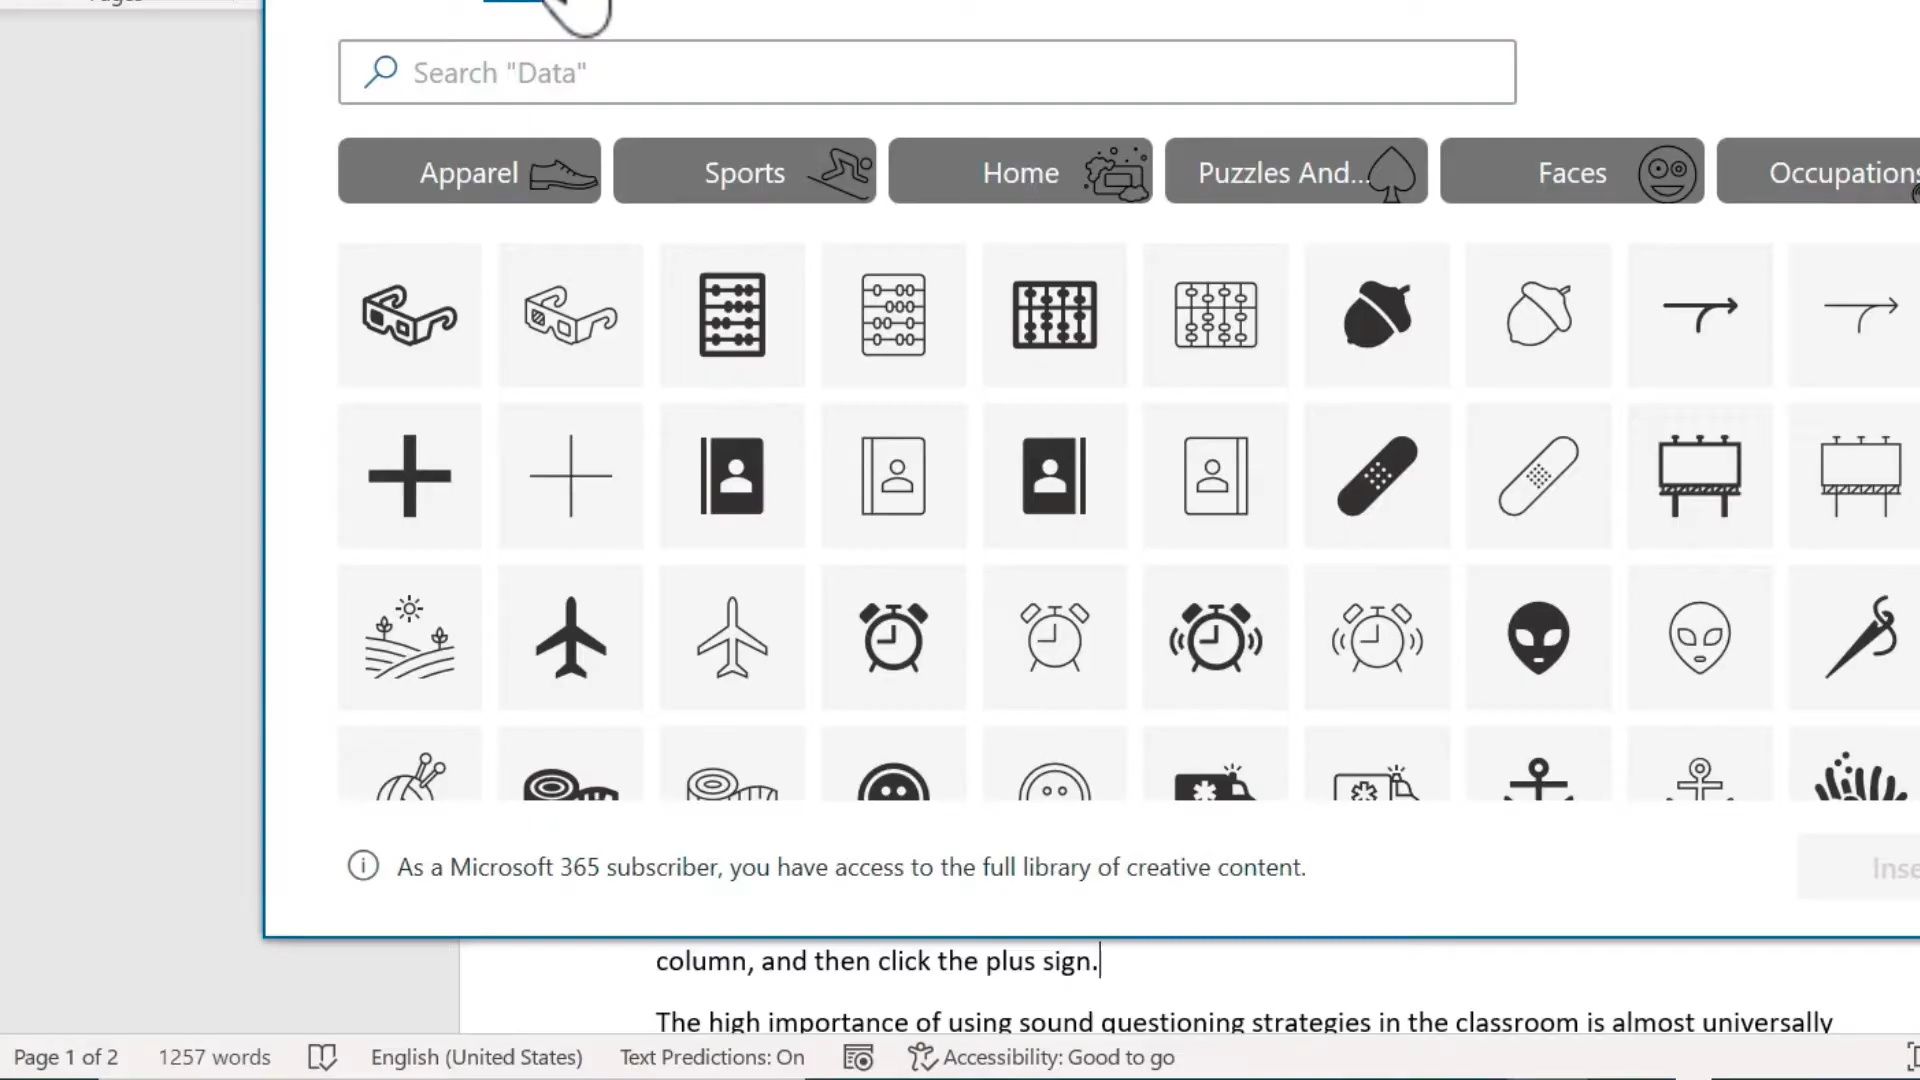 Search "Data"
Apparel
Sports
Home
Puzzles And...
Faces
Occupations
As a Microsoft 365 subscriber, you have access to the full library of creative content.
column, and then click the plus sign.
The high importance of using sound questioning strategies in the classroom is almost universally
Page 1 of 2
1257 words
English (United States)
Text Predictions: On
Accessibility: Good to go